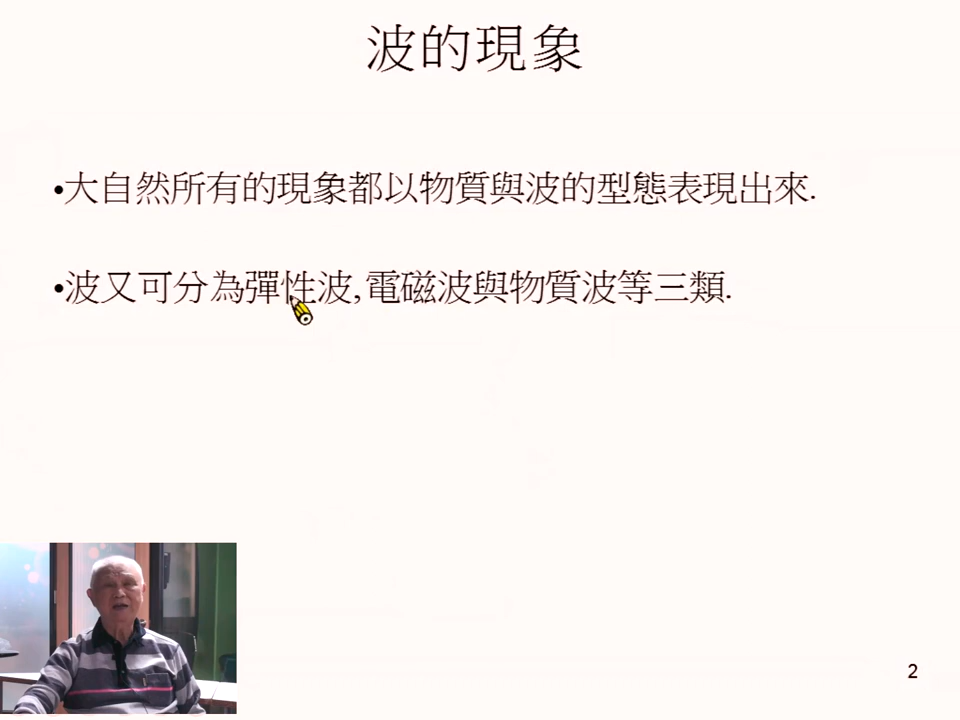 波的現象
•大自然所有的現象都以物質與波的型態表現出來.
•波又可分為彈性波,電磁波與物質波等三類.
2